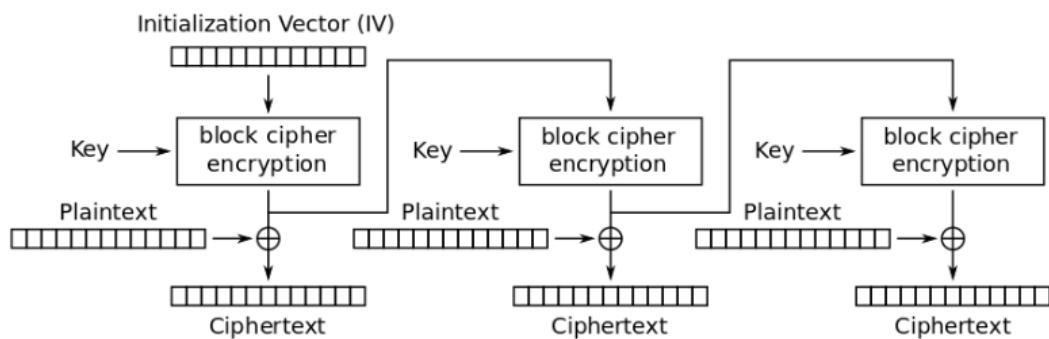 Initialization Vector (IV)
Key
block cipher
encryption
Key
block cipher
encryption
Key
block cipher
encryption
Plaintext
Plaintext
Plaintext
Ciphertext
Ciphertext
Ciphertext